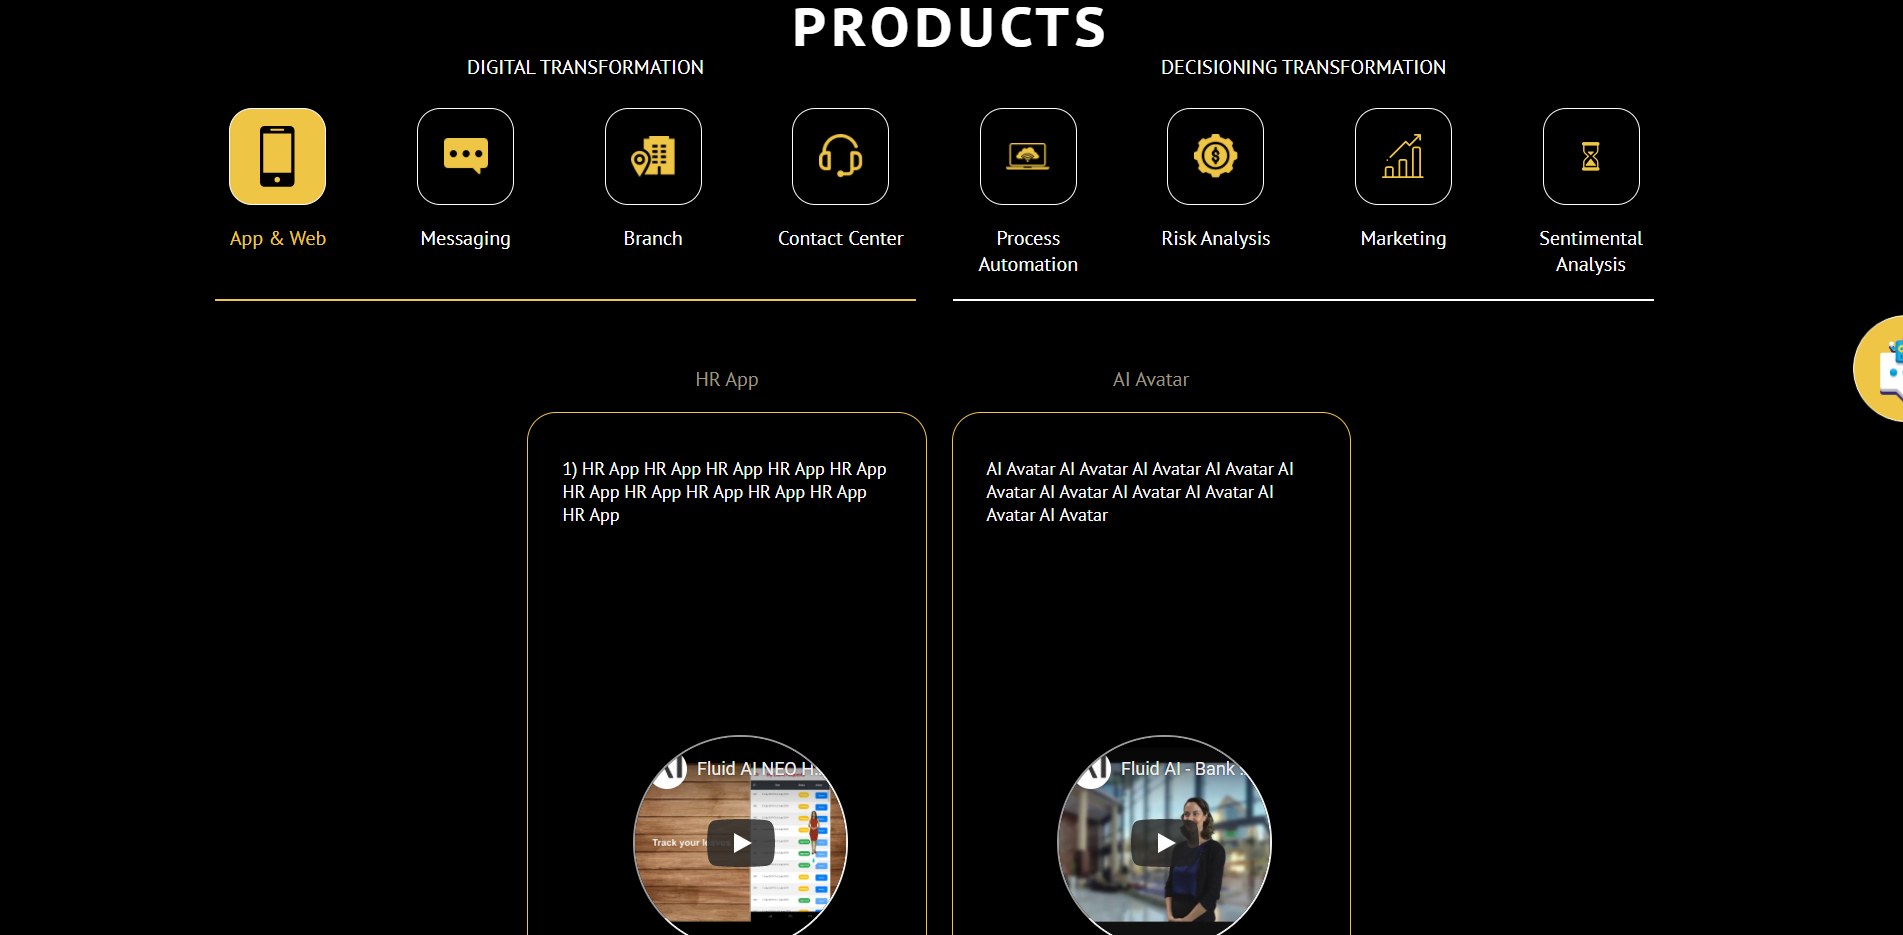 PRODUCTS
DIGITAL TRANSFORMATION
DECISIONING TRANSFORMATION
App & Web
Messaging
Branch
Contact Center
Process
Automation
Risk Analysis
Marketing
Sentimental
Analysis
HR App
1) HR App HR App HR App HR App HR App
HR App HR App HR App HR App HR App
HR App
Fluid AI NEO H...
Track your
AI Avatar
AI Avatar AI Avatar AI Avatar AI Avatar AI
Avatar AI Avatar AI Avatar AI Avatar AI
Avatar AI Avatar
Fluid AI - Bank ...